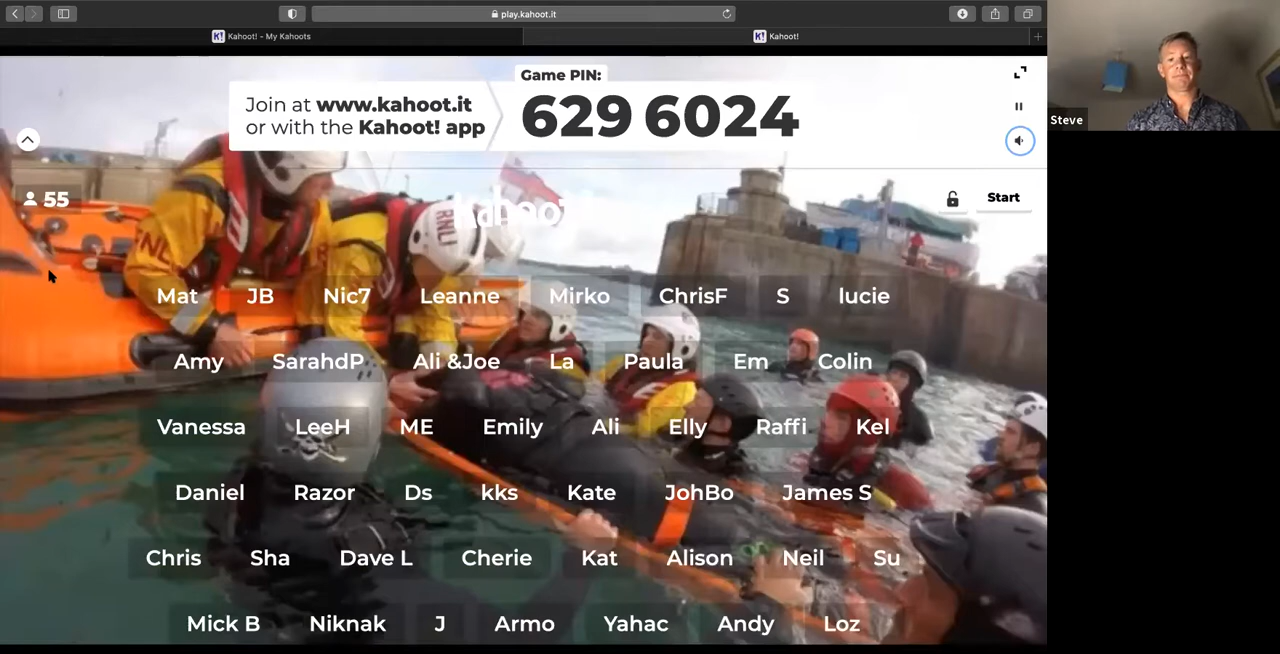 play.kahoot.it
Kahoot! - My Kahoots
Kahoot!
Game PIN:
Join at www.kahoot.it
or with the Kahoot! app
629 6024
Steve
55
Kahoot!
Start
RNLI
RNLI
Mat JB Nic7 Leanne Mirko ChrisF S lucie
Amy SarahdP Ali &Joe La Paula Em Colin
Vanessa LeeH ME Emily Ali Elly Raffi Kel
Daniel Razor Ds kks Kate JohBo James S
Chris Sha Dave L Cherie Kat Alison Neil Su
Mick B Niknak J Armo Yahac Andy Loz